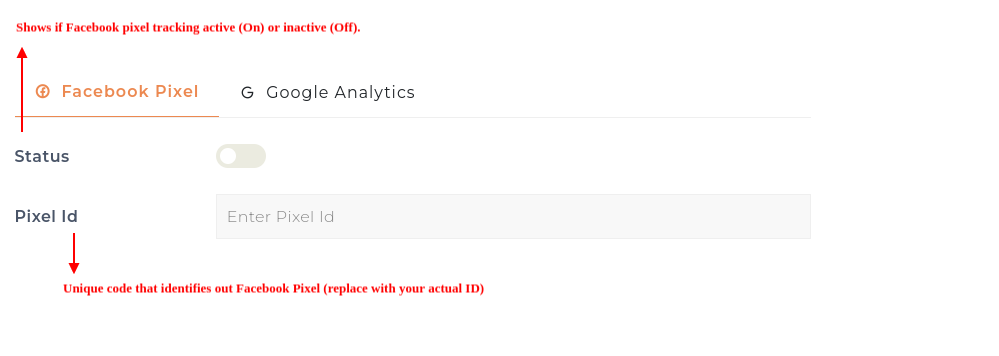 Shows if Facebook pixel tracking active (On) or inactive (Off).
Facebook Pixel Google Analytics
Status
Pixel Id Enter Pixel Id
Unique code that identifies out Facebook Pixel (replace with your actual ID)